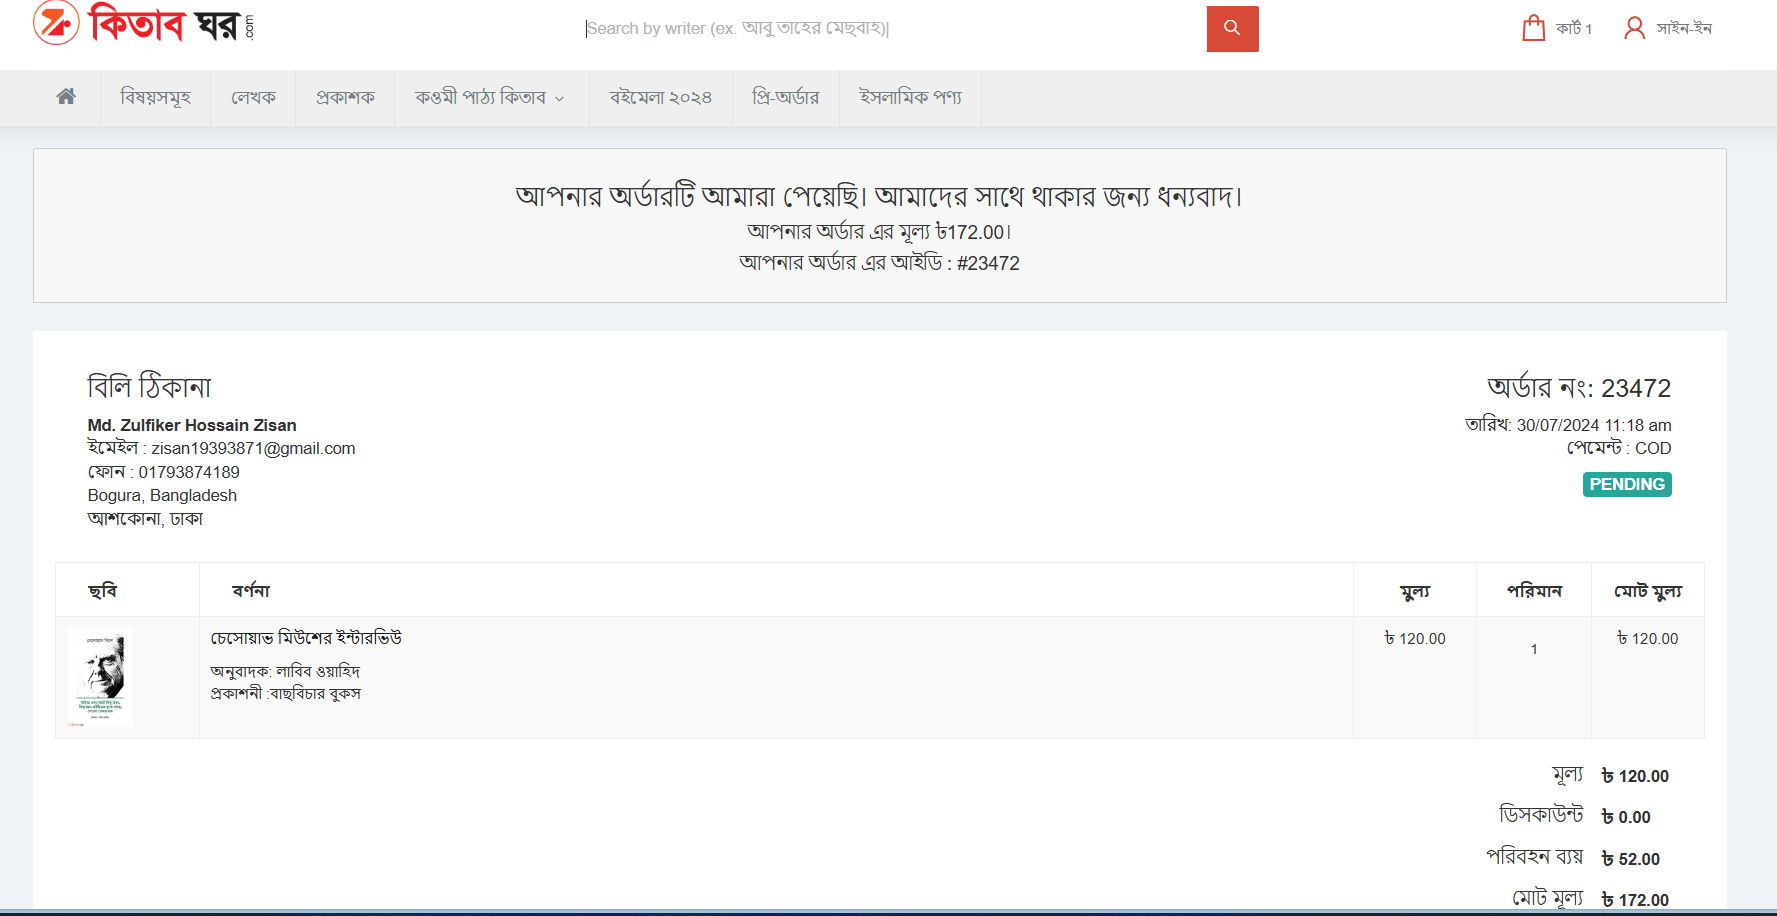 কিতাব ঘর .com
Search by writer (ex. আবু তাহের মেছবাহ)|
কার্ট 1
সাইন-ইন
বিষয়সমূহ
লেখক
প্রকাশক
কওমী পাঠ্য কিতাব
বইমেলা ২০২৪
প্রি-অর্ডার
ইসলামিক পণ্য
আপনার অর্ডারটি আমারা পেয়েছি। আমাদের সাথে থাকার জন্য ধন্যবাদ।
আপনার অর্ডার এর মূল্য ৳172.00।
আপনার অর্ডার এর আইডি : #23472
বিলি ঠিকানা
Md. Zulfiker Hossain Zisan
ইমেইল : zisan19393871@gmail.com
ফোন : 01793874189
Bogura, Bangladesh
আশকোনা, ঢাকা
অর্ডার নং: 23472
তারিখ: 30/07/2024 11:18 am
পেমেন্ট : COD
PENDING
ছবি বর্ণনা মুল্য পরিমান মোট মুল্য
চেসোয়াভ মিউশের ইন্টারভিউ ৳ 120.00 1 ৳ 120.00
অনুবাদক: লাবিব ওয়াহিদ
প্রকাশনী :বাছবিচার বুকস
মূল্য ৳ 120.00
ডিসকাউন্ট ৳ 0.00
পরিবহন ব্যয় ৳ 52.00
মোট মূল্য ৳ 172.00